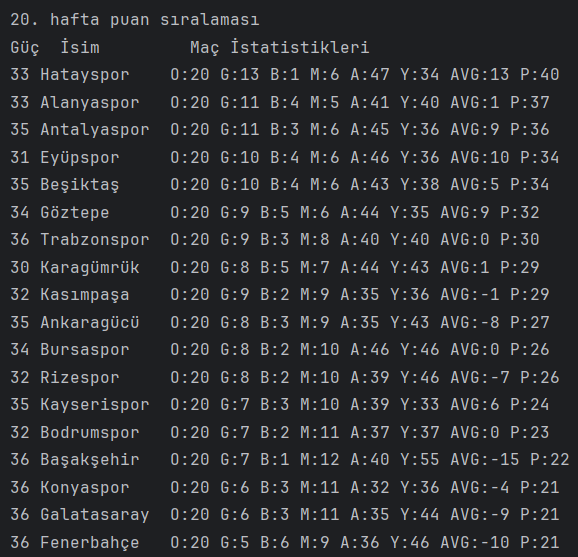 20. hafta puan sıralaması
Güç  İsim         Maç İstatistikleri
33 Hatayspor    O:20 G:13 B:1 M:6 A:47 Y:34 AVG:13 P:40
33 Alanyaspor   O:20 G:11 B:4 M:5 A:41 Y:40 AVG:1 P:37
35 Antalyaspor  O:20 G:11 B:3 M:6 A:45 Y:36 AVG:9 P:36
31 Eyüpspor     O:20 G:10 B:4 M:6 A:46 Y:36 AVG:10 P:34
35 Beşiktaş     O:20 G:10 B:4 M:6 A:43 Y:38 AVG:5 P:34
34 Göztepe      O:20 G:9 B:5 M:6 A:44 Y:35 AVG:9 P:32
36 Trabzonspor  O:20 G:9 B:3 M:8 A:40 Y:40 AVG:0 P:30
30 Karagümrük   O:20 G:8 B:5 M:7 A:44 Y:43 AVG:1 P:29
32 Kasımpaşa    O:20 G:9 B:2 M:9 A:35 Y:36 AVG:-1 P:29
35 Ankaragücü   O:20 G:8 B:3 M:9 A:35 Y:43 AVG:-8 P:27
34 Bursaspor    O:20 G:8 B:2 M:10 A:46 Y:46 AVG:0 P:26
32 Rizespor     O:20 G:8 B:2 M:10 A:39 Y:46 AVG:-7 P:26
35 Kayserispor  O:20 G:7 B:3 M:10 A:39 Y:33 AVG:6 P:24
32 Bodrumspor   O:20 G:7 B:2 M:11 A:37 Y:37 AVG:0 P:23
36 Başakşehir   O:20 G:7 B:1 M:12 A:40 Y:55 AVG:-15 P:22
36 Konyaspor    O:20 G:6 B:3 M:11 A:32 Y:36 AVG:-4 P:21
36 Galatasaray  O:20 G:6 B:3 M:11 A:35 Y:44 AVG:-9 P:21
36 Fenerbahçe   O:20 G:5 B:6 M:9 A:36 Y:46 AVG:-10 P:21